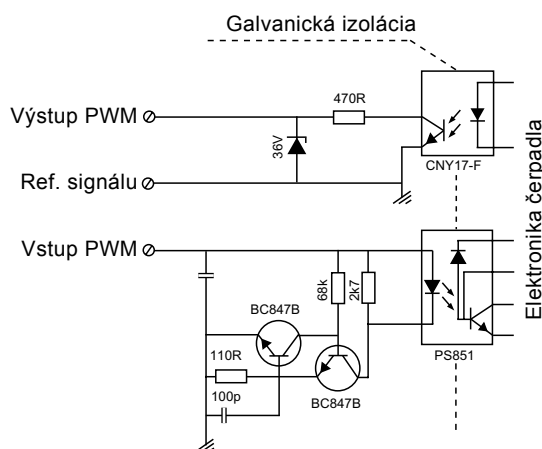 Galvanická izolácia
470R
Výstup PWM
36V
CNY17-F
Ref. signálu
Elektronika čerpadla
Vstup PWM
68k
2k7
BC847B
110R
PS851
100p
BC847B